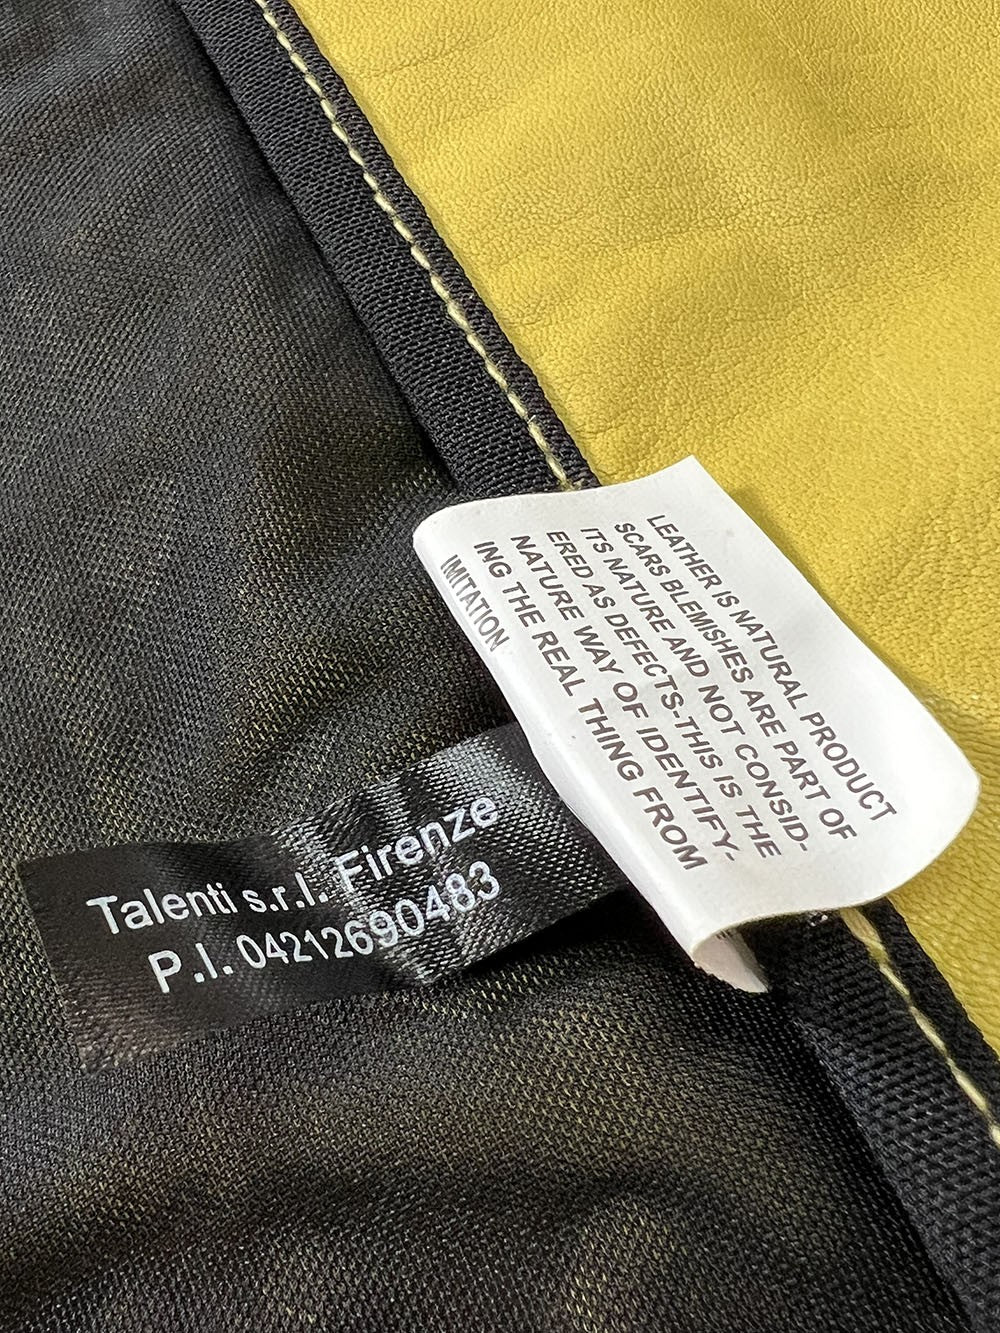 LEATHER IS NATURAL PRODUCT
SCARS BLEMISHES ARE PART OF
ITS NATURE AND NOT CONSID-
ERED AS DEFECTS-THIS IS THE
NATURE WAY OF IDENTIFY-
ING THE REAL THING FROM
IMITATION
Talenti s.r.l. Firenze
P.I. 04212690483